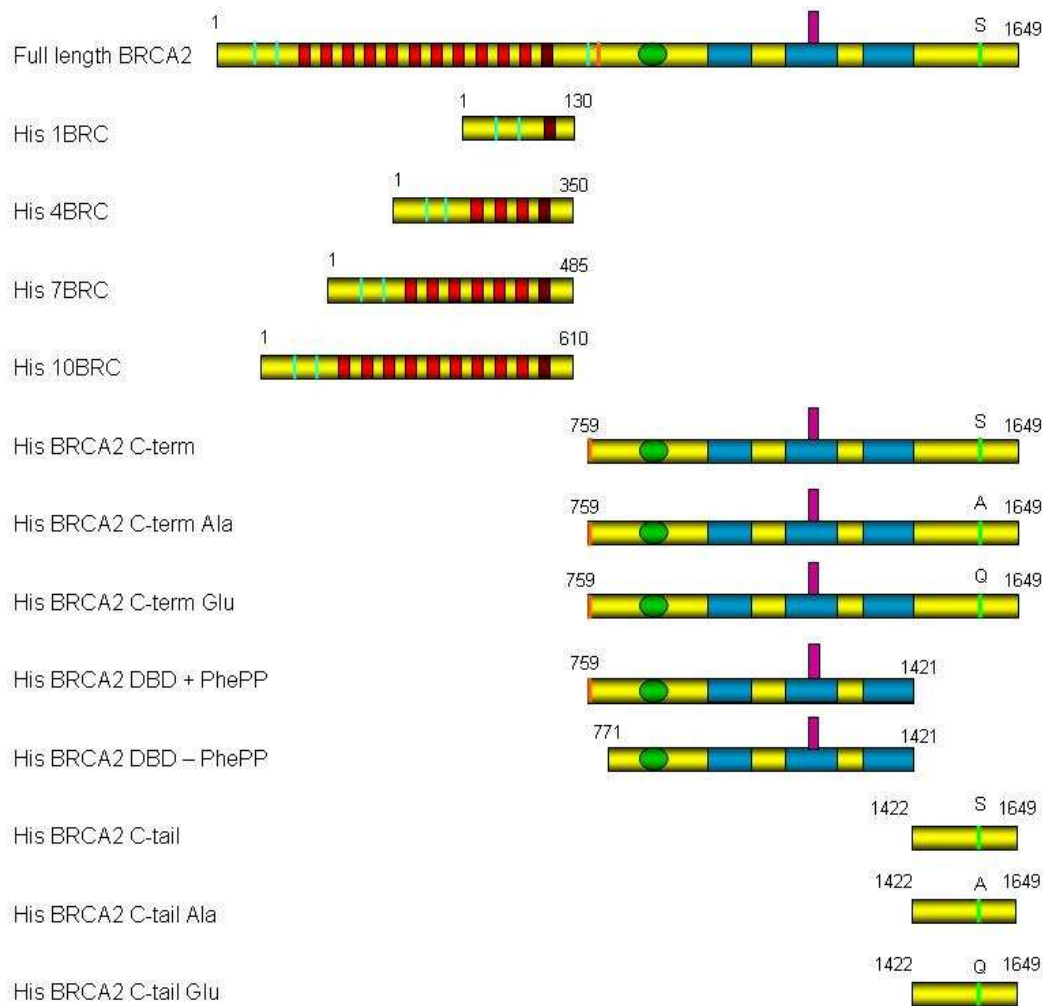 1 S 1649
Full length BRCA2
1 130
His 1BRC
1 350
His 4BRC
1 485
His 7BRC
1 610
His 10BRC
759 S 1649
His BRCA2 C-term
759 A 1649
His BRCA2 C-term Ala
759 Q 1649
His BRCA2 C-term Glu
759 1421
His BRCA2 DBD + PhePP
771 1421
His BRCA2 DBD – PhePP
1422 S 1649
His BRCA2 C-tail
1422 A 1649
His BRCA2 C-tail Ala
1422 Q 1649
His BRCA2 C-tail Glu